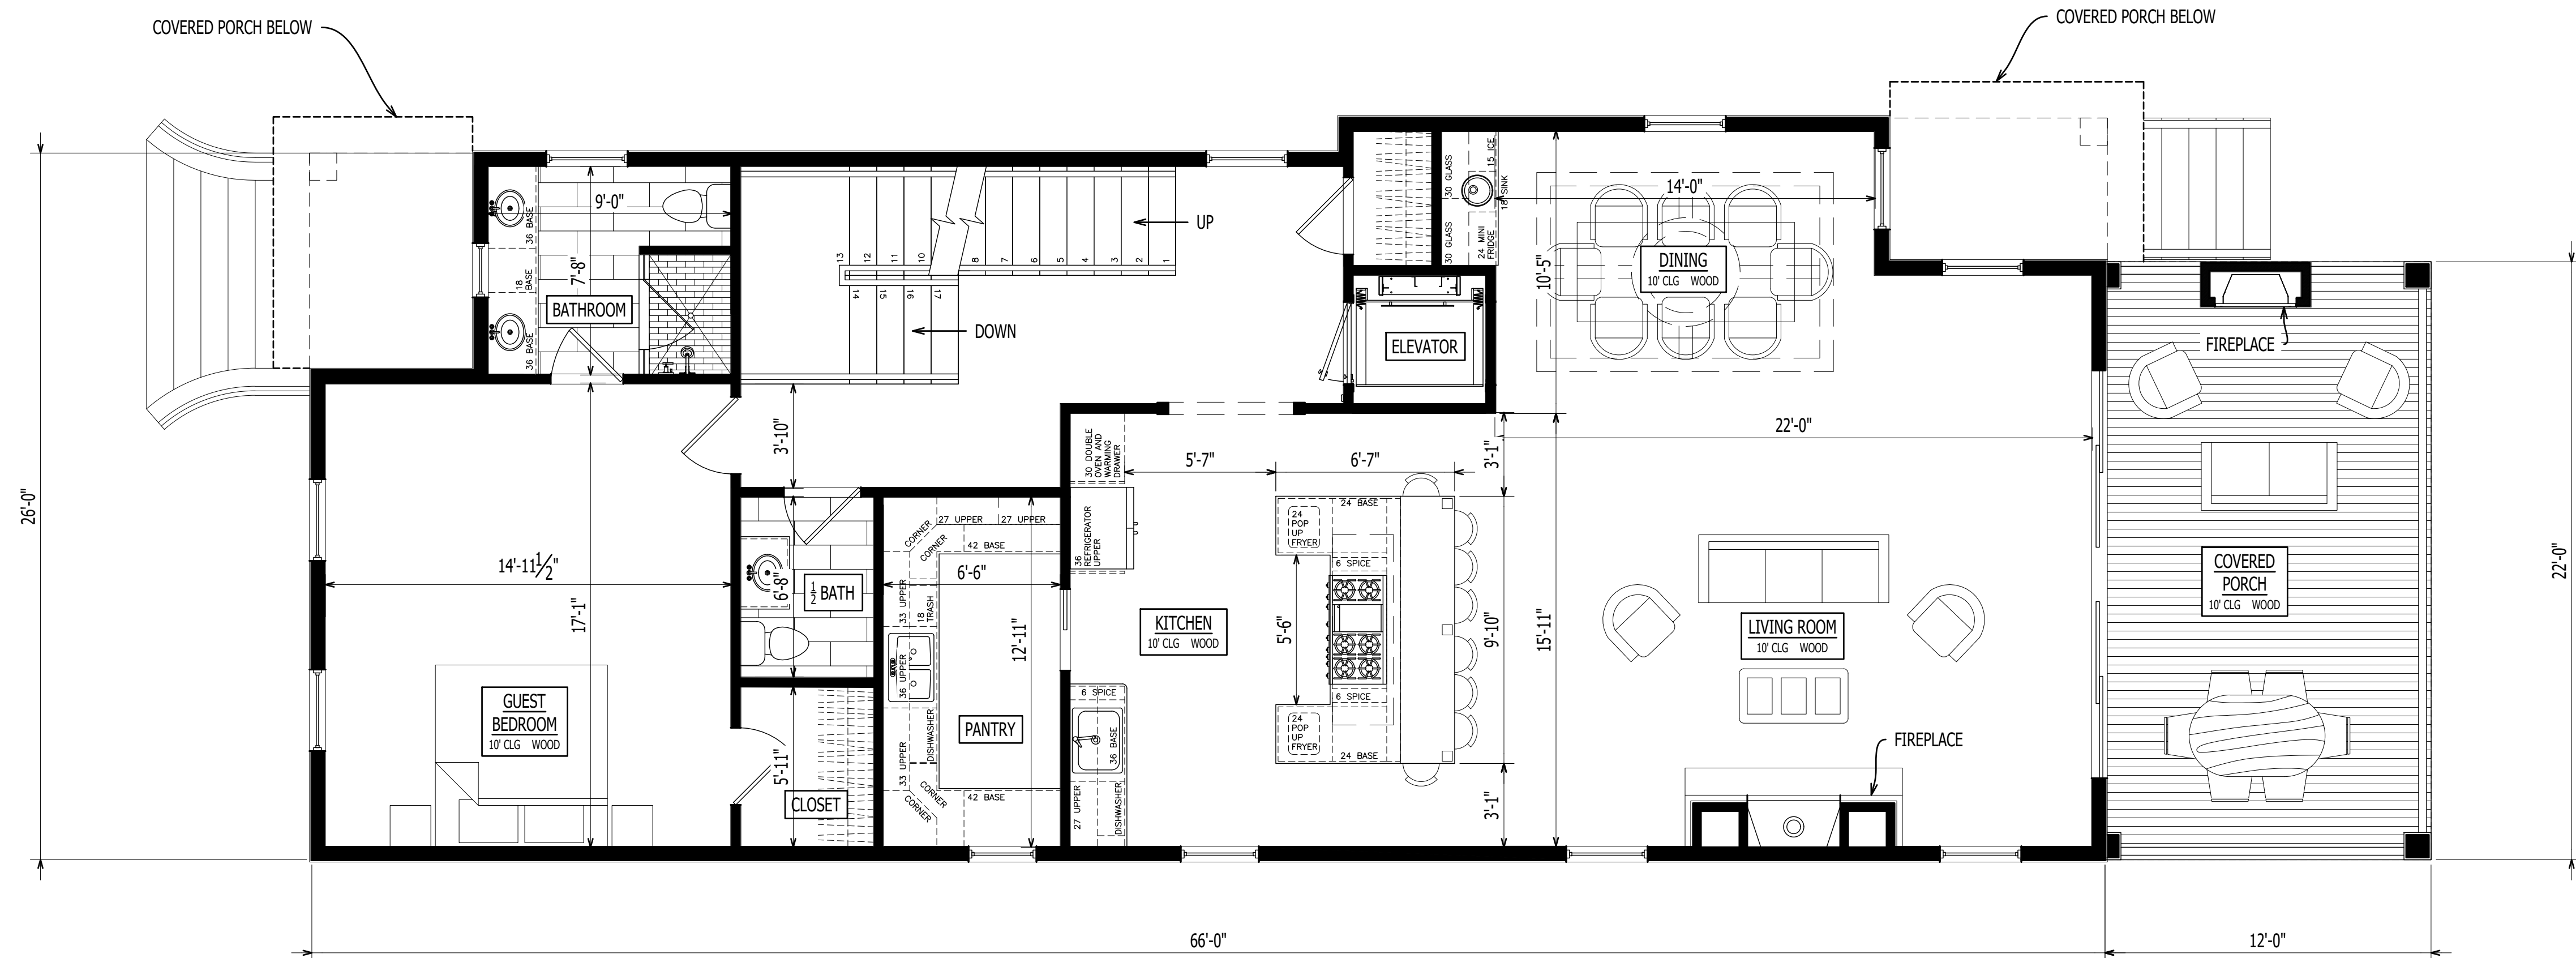 COVERED PORCH BELOW
COVERED PORCH BELOW
26'-0"
36 BASE
18 BASE
36 BASE
9'-0"
7'-8"
BATHROOM
13
12
11
10
8
7
6
5
4
3
2
1
UP
14
15
16
17
DOWN
30 GLASS
30 GLASS
15 ICE
18 SINK
24 MINI
FRIDGE
ELEVATOR
14'-0"
10'-5"
DINING
10' CLG WOOD
FIREPLACE
3'-10"
30 DOUBLE
OVEN AND
WARMING
DRAWER
5'-7"
6'-7"
3'-1"
22'-0"
14'-11½"
17'-1"
GUEST
BEDROOM
10' CLG WOOD
6'-8"
½ BATH
5'-11"
CLOSET
CORNER
CORNER
27 UPPER
27 UPPER
42 BASE
6'-6"
33 UPPER
18
TRASH
36 UPPER
12'-11"
DISHWASHER
33 UPPER
PANTRY
CORNER
CORNER
42 BASE
36
REFRIGERATOR
UPPER
KITCHEN
10' CLG WOOD
6 SPICE
36 BASE
27 UPPER
DISHWASHER
24 BASE
24
POP
UP
FRYER
6 SPICE
5'-6"
6 SPICE
24
POP
UP
FRYER
24 BASE
9'-10"
3'-1"
15'-11"
LIVING ROOM
10' CLG WOOD
FIREPLACE
COVERED
PORCH
10' CLG WOOD
22'-0"
66'-0"
12'-0"